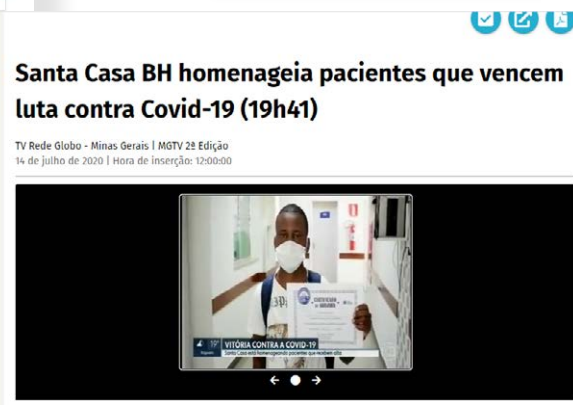 Santa Casa BH homenageia pacientes que vencem
luta contra Covid-19 (19h41)
TV Rede Globo - Minas Gerais | MGTV 2ª Edição
14 de julho de 2020 | Hora de inserção: 12:00:00
CERTIFICADO
19°
VITÓRIA CONTRA A COVID-19
Santa Casa está homenageando pacientes que recebem alta